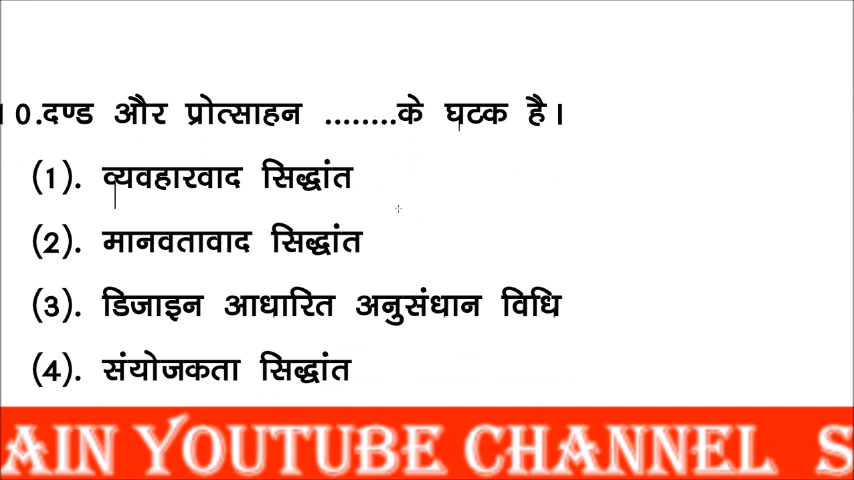 10.दण्ड और प्रोत्साहन ........के घटक है।
(1). व्यवहारवाद सिद्धांत
(2). मानवतावाद सिद्धांत
(3). डिजाइन आधारित अनुसंधान विधि
(4). संयोजकता सिद्धांत
AIN YOUTUBE CHANNEL S